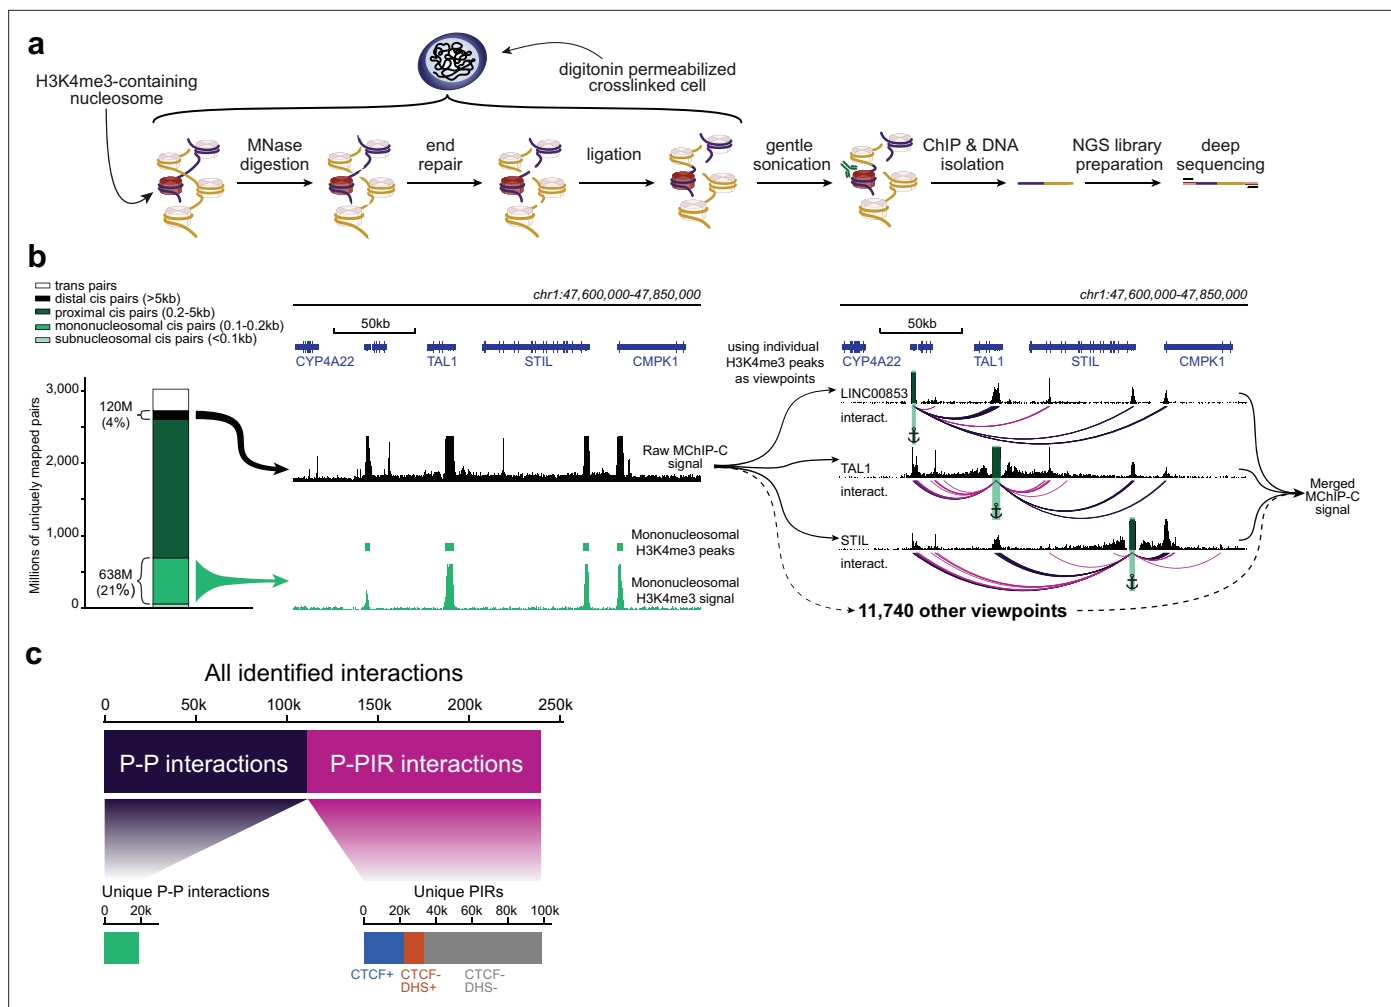 a
H3K4me3-containing
nucleosome
digitonin permeabilized
crosslinked cell
MNase
digestion
end
repair
ligation
gentle
sonication
ChIP & DNA
isolation
NGS library
preparation
deep
sequencing
b
trans pairs
distal cis pairs (>5kb)
proximal cis pairs (0.2-5kb)
mononucleosomal cis pairs (0.1-0.2kb)
subnucleosomal cis pairs (<0.1kb)
Millions of uniquely mapped pairs
3,000
2,000
1,000
0
120M
(4%)
638M
(21%)
chr1:47,600,000-47,850,000
50kb
CYP4A22
TAL1
STIL
CMPK1
Raw MChIP-C
signal
Mononucleosomal
H3K4me3 peaks
Mononucleosomal
H3K4me3 signal
using individual
H3K4me3 peaks
as viewpoints
chr1:47,600,000-47,850,000
50kb
CYP4A22
TAL1
STIL
CMPK1
LINC00853
interact.
TAL1
interact.
STIL
interact.
11,740 other viewpoints
Merged
MChIP-C
signal
c
All identified interactions
0 50k 100k 150k 200k 250k
P-P interactions
P-PIR interactions
Unique P-P interactions
0 20k
Unique PIRs
0 20k 40k 60k 80k 100k
CTCF+
CTCF-
DHS+
CTCF-
DHS-